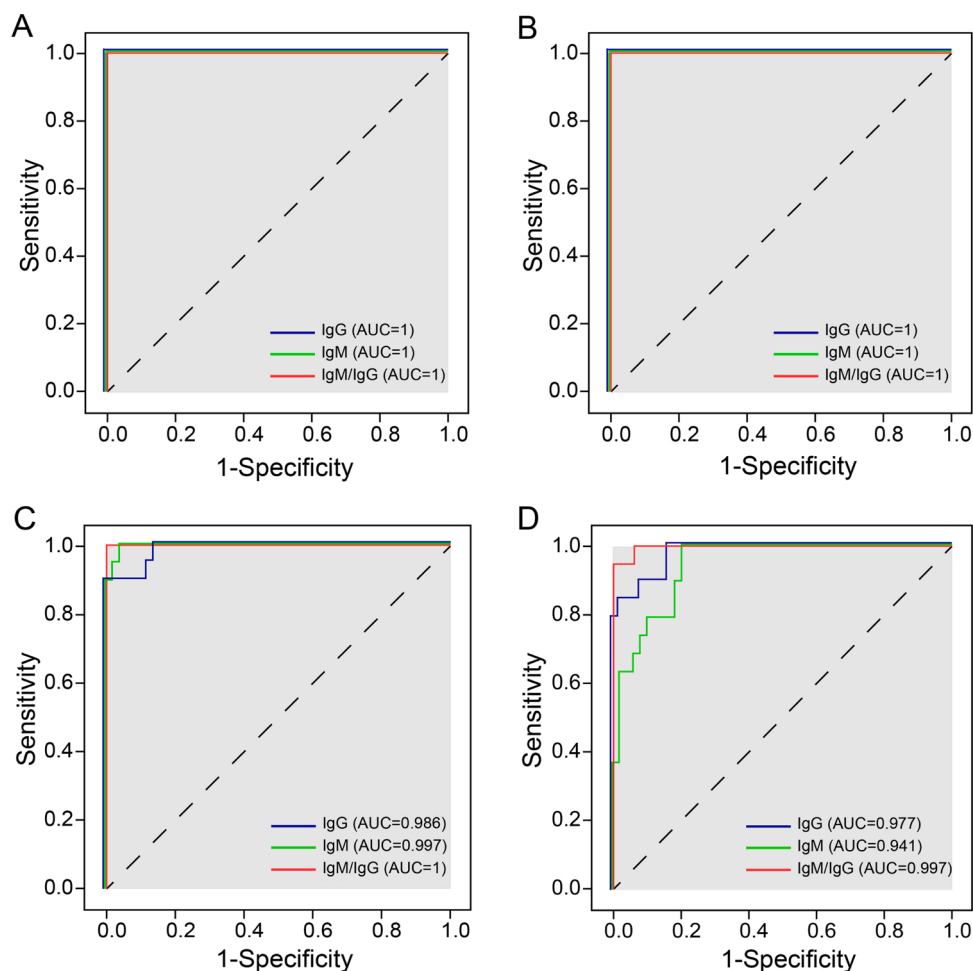 A
Sensitivity
1.0
0.8
0.6
0.4
0.2
0.0
IgG (AUC=1)
IgM (AUC=1)
IgM/IgG (AUC=1)
0.0 0.2 0.4 0.6 0.8 1.0
1-Specificity
B
Sensitivity
1.0
0.8
0.6
0.4
0.2
0.0
IgG (AUC=1)
IgM (AUC=1)
IgM/IgG (AUC=1)
0.0 0.2 0.4 0.6 0.8 1.0
1-Specificity
C
Sensitivity
1.0
0.8
0.6
0.4
0.2
0.0
IgG (AUC=0.986)
IgM (AUC=0.997)
IgM/IgG (AUC=1)
0.0 0.2 0.4 0.6 0.8 1.0
1-Specificity
D
Sensitivity
1.0
0.8
0.6
0.4
0.2
0.0
IgG (AUC=0.977)
IgM (AUC=0.941)
IgM/IgG (AUC=0.997)
0.0 0.2 0.4 0.6 0.8 1.0
1-Specificity